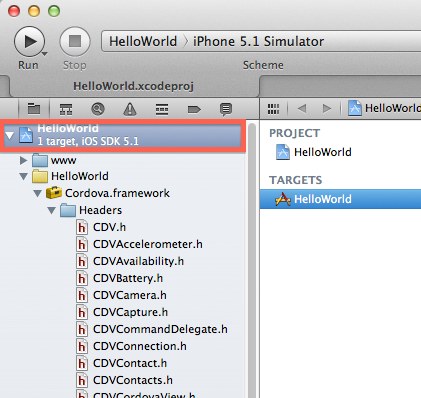 HelloWorld iPhone 5.1 Simulator
Run Stop Scheme
HelloWorld.xcodeproj
HelloWorld
1 target, iOS SDK 5.1
www
HelloWorld
Cordova.framework
Headers
h CDV.h
h CDVAccelerometer.h
h CDVAvailability.h
h CDVBattery.h
h CDVCamera.h
h CDVCapture.h
h CDVCommandDelegate.h
h CDVConnection.h
h CDVContact.h
h CDVContacts.h
h CDVCordovaView.h
HelloWorld
PROJECT
HelloWorld
TARGETS
HelloWorld